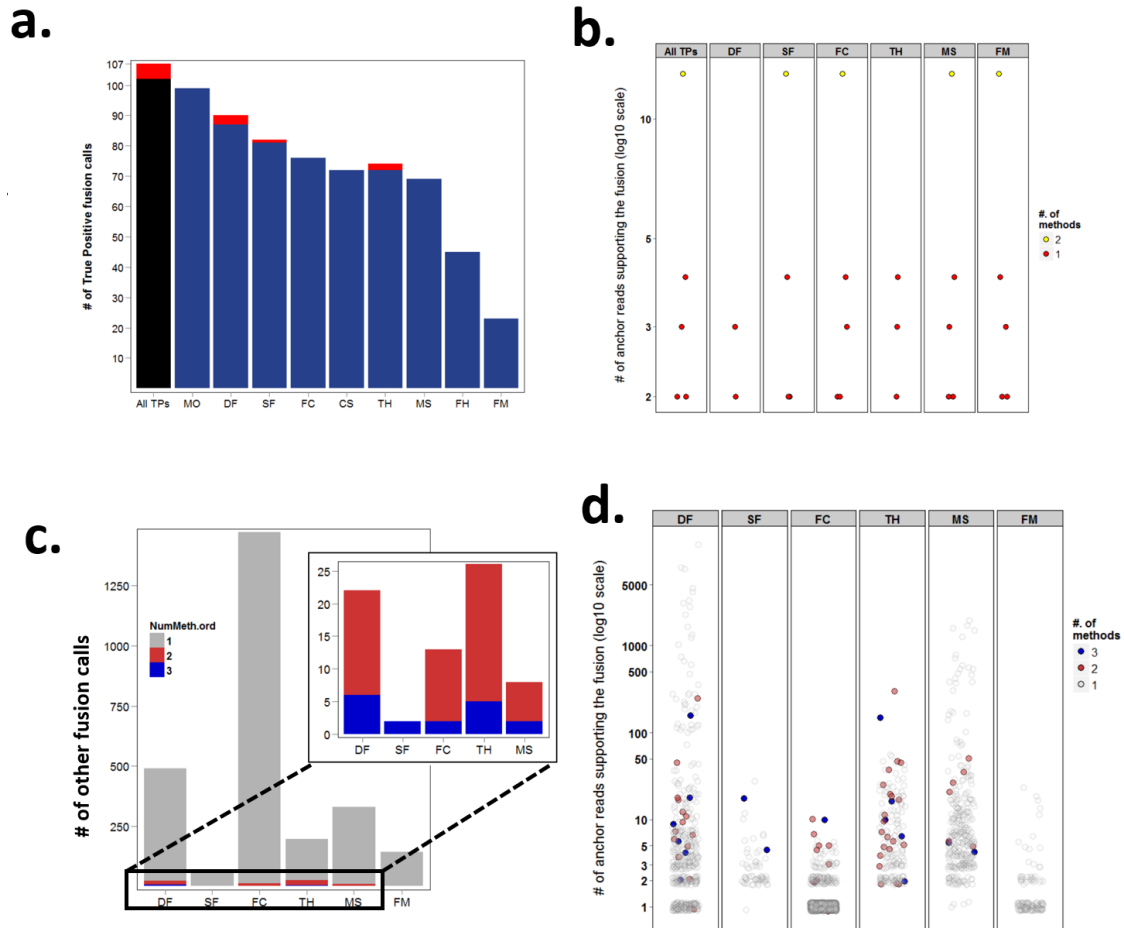 a.
107
100
90
80
70
60
50
40
30
20
10
# of True Positive fusion calls
All TPs MO DF SF FC CS TH MS FH FM
b.
All TPs DF SF FC TH MS FM
10
5
3
2
# of anchor reads supporting the fusion (log10 scale)
#. of
methods
2
1
c.
1250
1000
750
500
250
# of other fusion calls
NumMeth.ord
1
2
3
25
20
15
10
5
0
DF SF FC TH MS
DF SF FC TH MS FM
d.
DF SF FC TH MS FM
5000
1000
500
100
50
10
5
3
2
1
# of anchor reads supporting the fusion (log10 scale)
#. of
methods
3
2
1